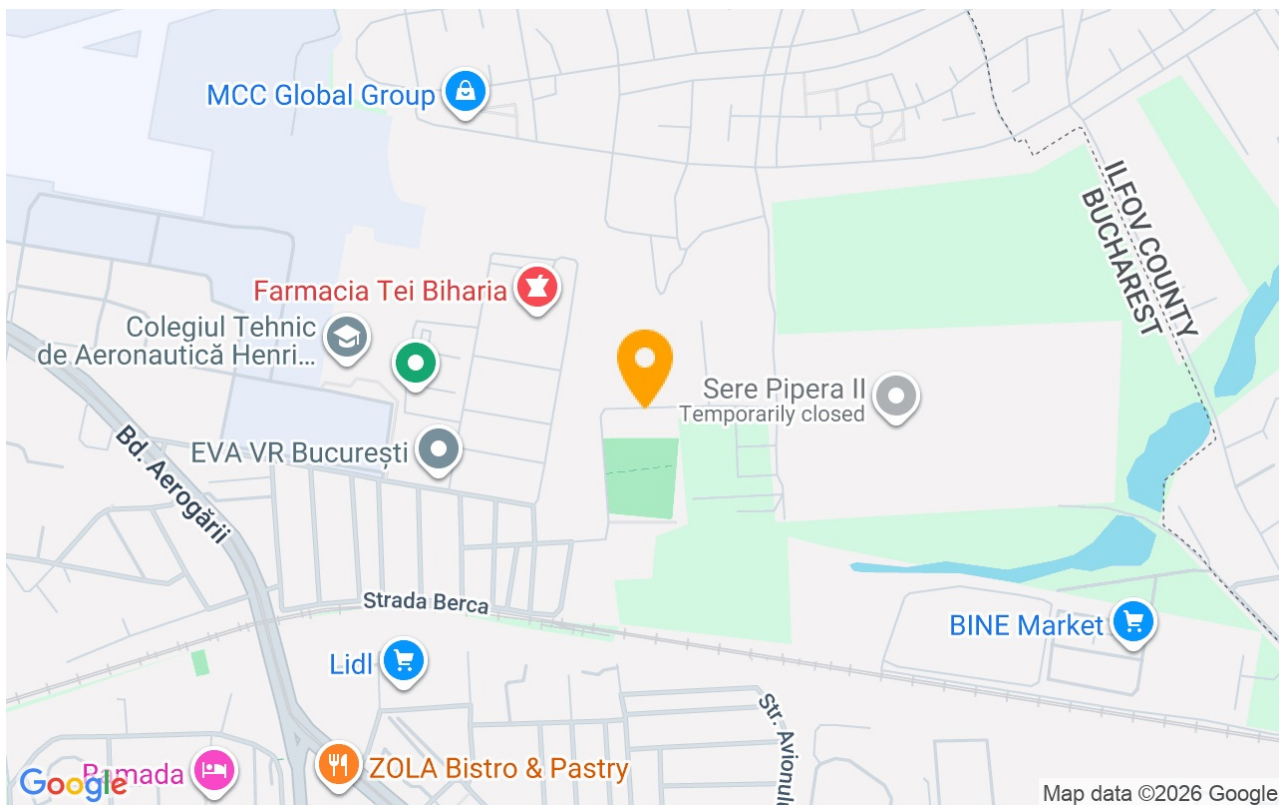 MCC Global Group
ILFOV COUNTY
BUCHAREST
Farmacia Tei Biharia
Colegiul Tehnic
de Aeronautică Henri...
Sere Pipera II
Temporarily closed
EVA VR București
Bd. Aerogării
Strada Berca
BINE Market
Lidl
Str. Avionulu
ZOLA Bistro & Pastry
Ramada
Google
Map data ©2026 Google